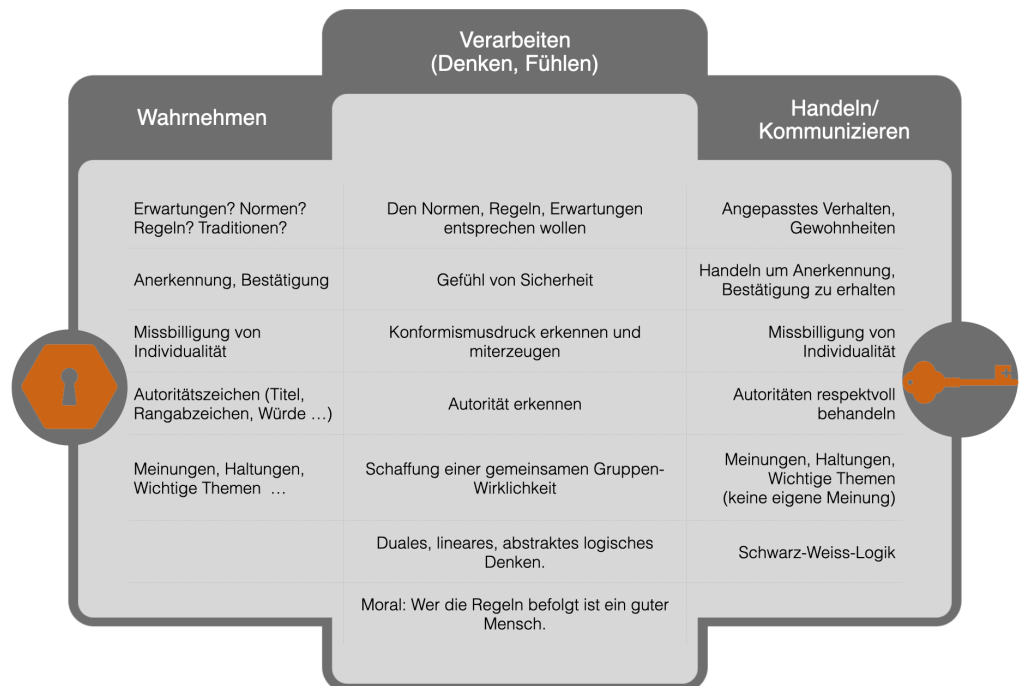 Verarbeiten
(Denken, Fühlen)
Wahrnehmen
Handeln/
Kommunizieren
Erwartungen? Normen?
Regeln? Traditionen?
Den Normen, Regeln, Erwartungen
entsprechen wollen
Angepasstes Verhalten,
Gewohnheiten
Anerkennung, Bestätigung
Gefühl von Sicherheit
Handeln um Anerkennung,
Bestätigung zu erhalten
Missbilligung von
Individualität
Konformismusdruck erkennen und
miterzeugen
Missbilligung von
Individualität
Autoritätszeichen (Titel,
Rangabzeichen, Würde …)
Autorität erkennen
Autoritäten respektvoll
behandeln
Meinungen, Haltungen,
Wichtige Themen …
Schaffung einer gemeinsamen Gruppen-
Wirklichkeit
Meinungen, Haltungen,
Wichtige Themen
(keine eigene Meinung)
Duales, lineares, abstraktes logisches
Denken.
Schwarz-Weiss-Logik
Moral: Wer die Regeln befolgt ist ein guter
Mensch.